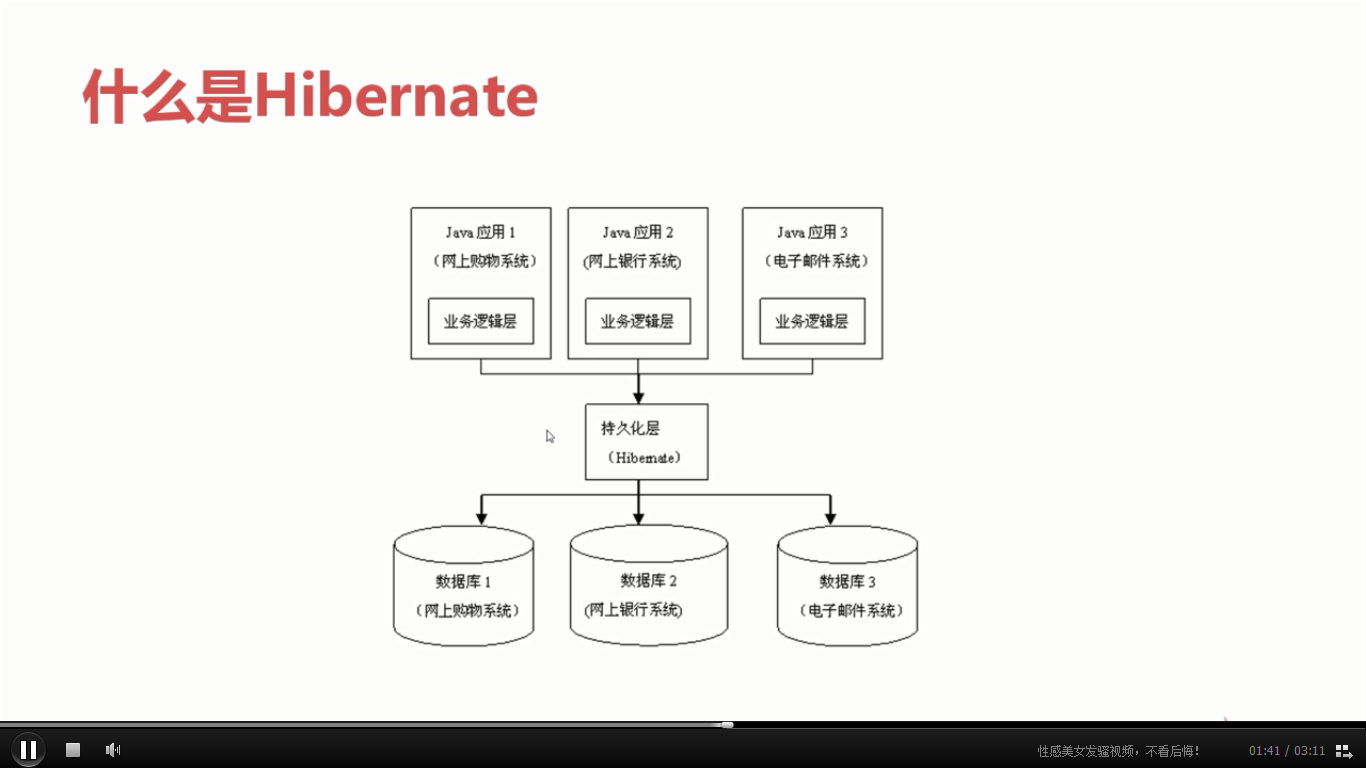 什么是Hibernate
Java 应用 1
（网上购物系统）
业务逻辑层
Java 应用 2
(网上银行系统)
业务逻辑层
Java 应用 3
（电子邮件系统）
业务逻辑层
持久化层
（Hibernate）
数据库 1
（网上购物系统）
数据库 2
(网上银行系统)
数据库 3
（电子邮件系统）
性感美女发骚视频，不看后悔！
01:41 / 03:11